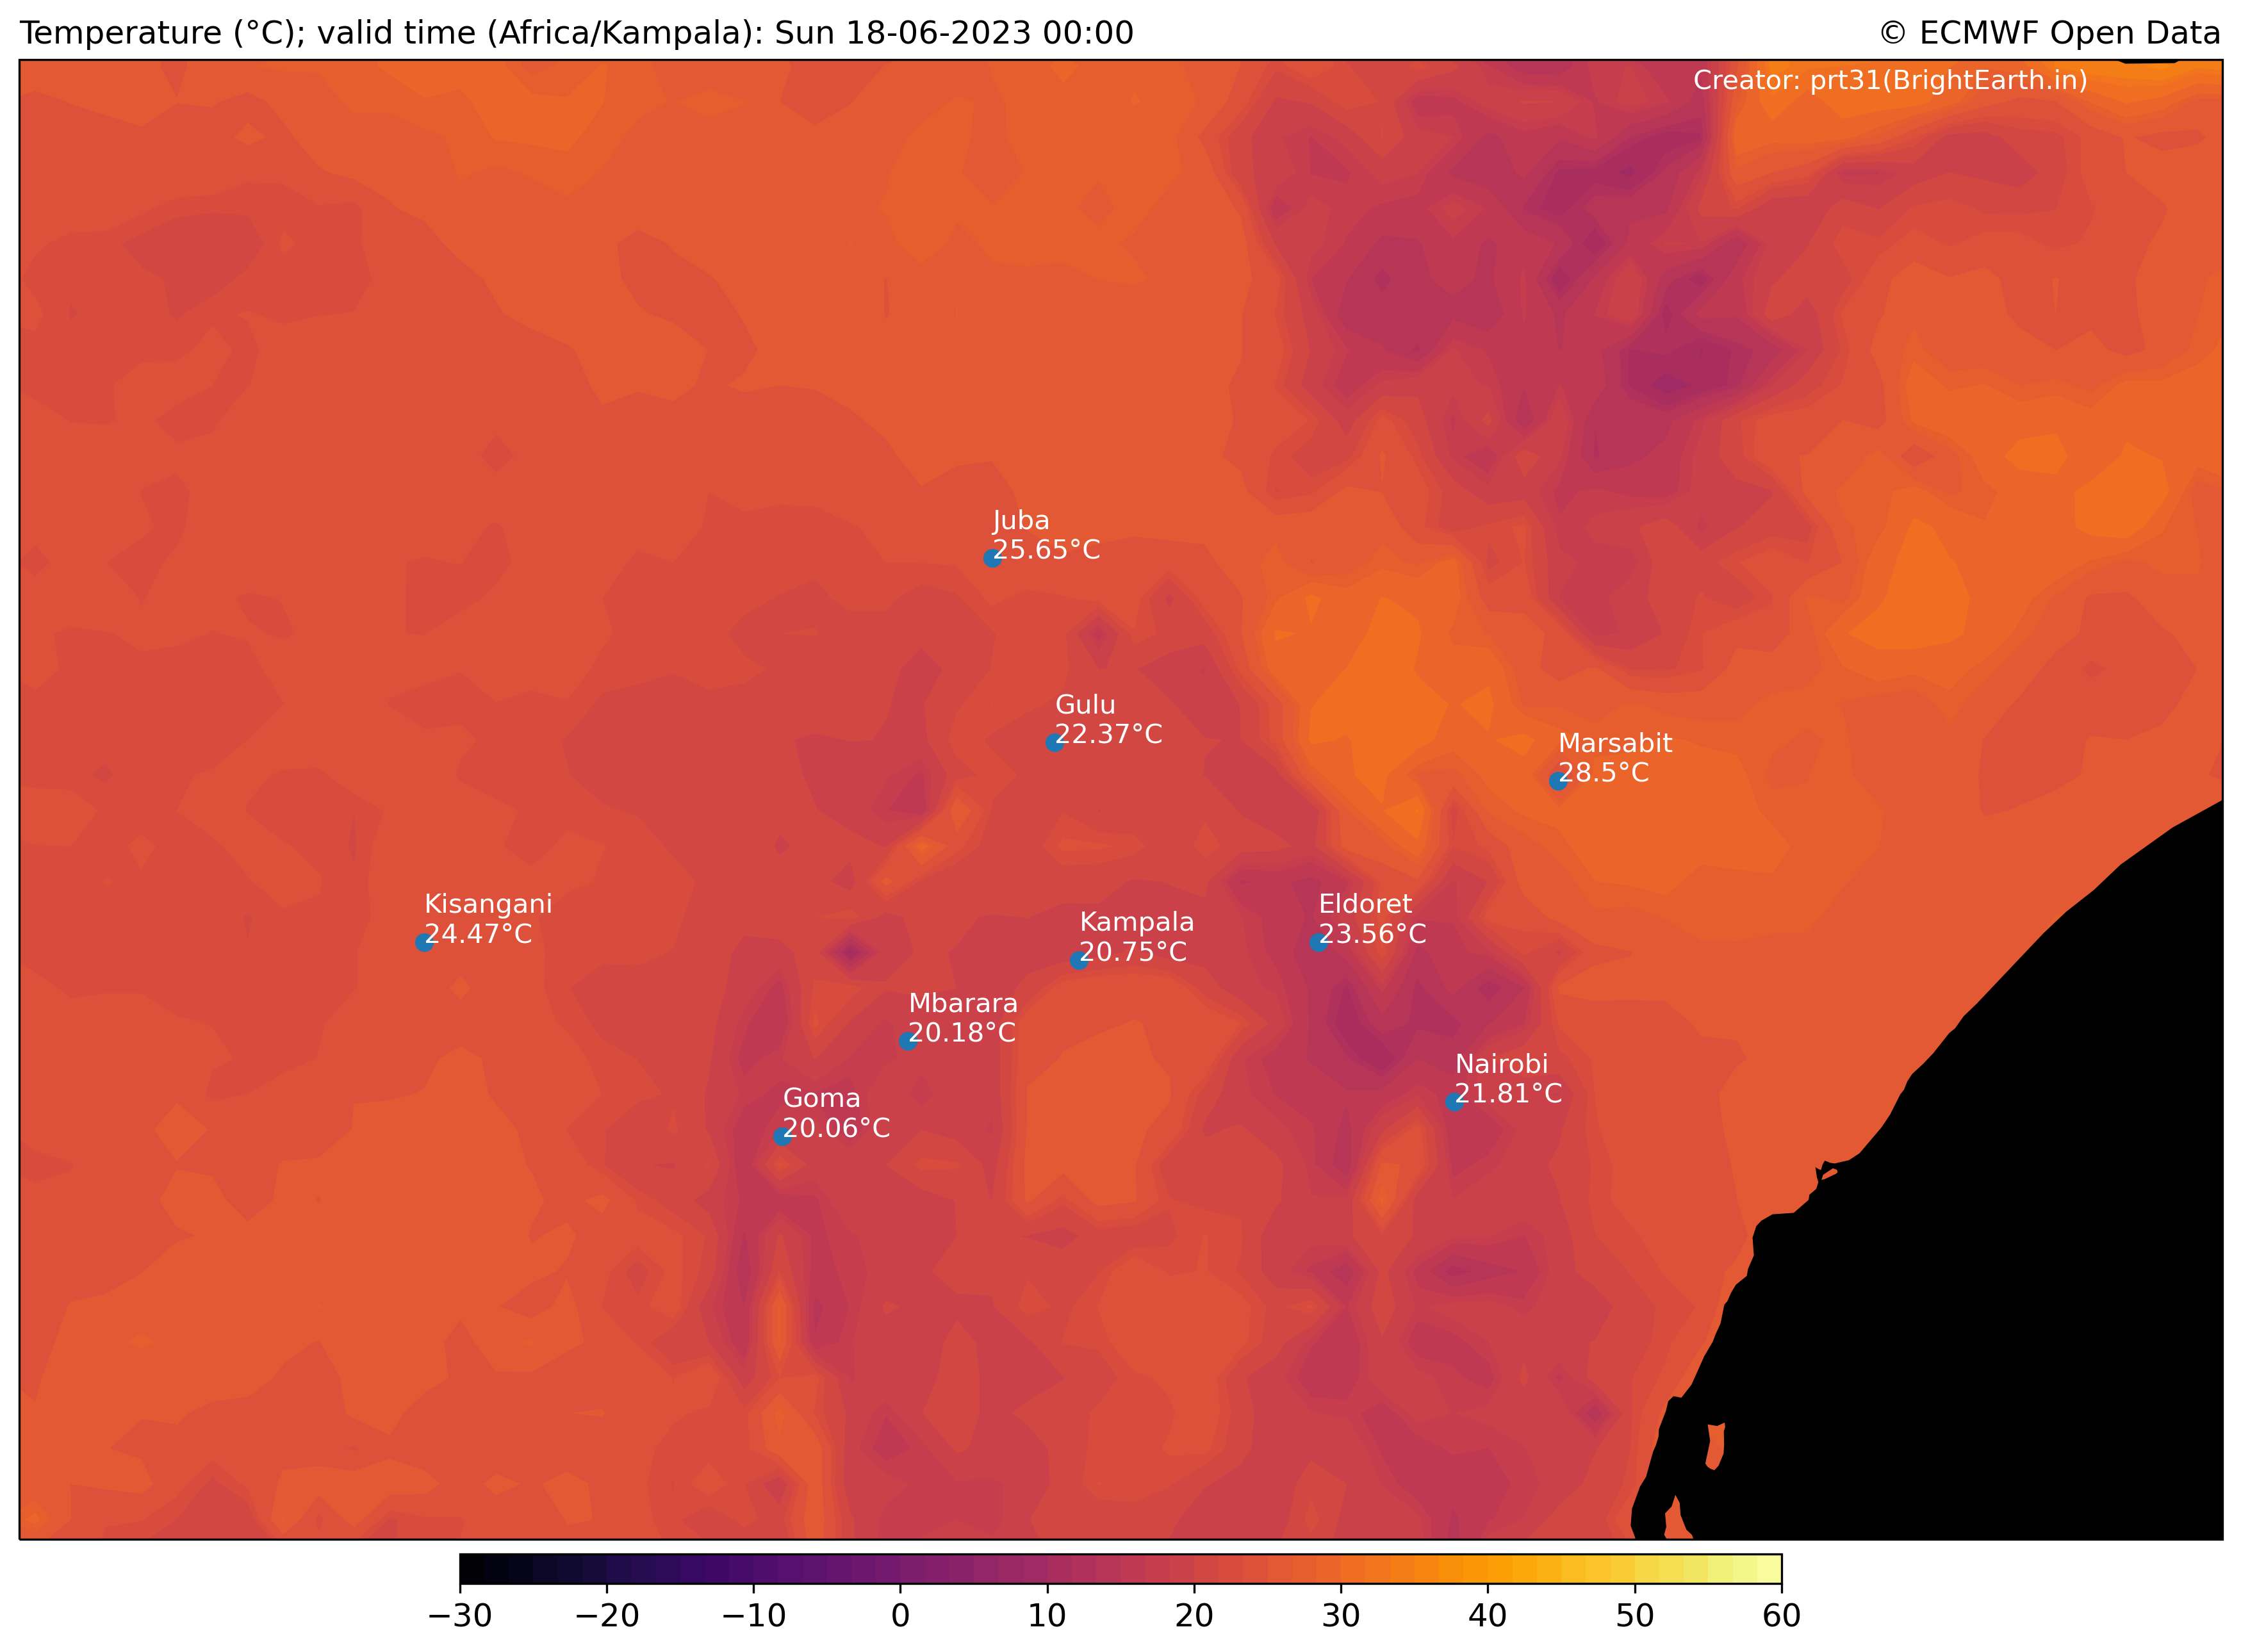 Temperature (°C); valid time (Africa/Kampala): Sun 18-06-2023 00:00
© ECMWF Open Data
Creator: prt31(BrightEarth.in)
Juba
25.65°C
Gulu
22.37°C
Marsabit
28.5°C
Kisangani
24.47°C
Eldoret
23.56°C
Kampala
20.75°C
Mbarara
20.18°C
Nairobi
21.81°C
Goma
20.06°C
−30 −20 −10 0 10 20 30 40 50 60